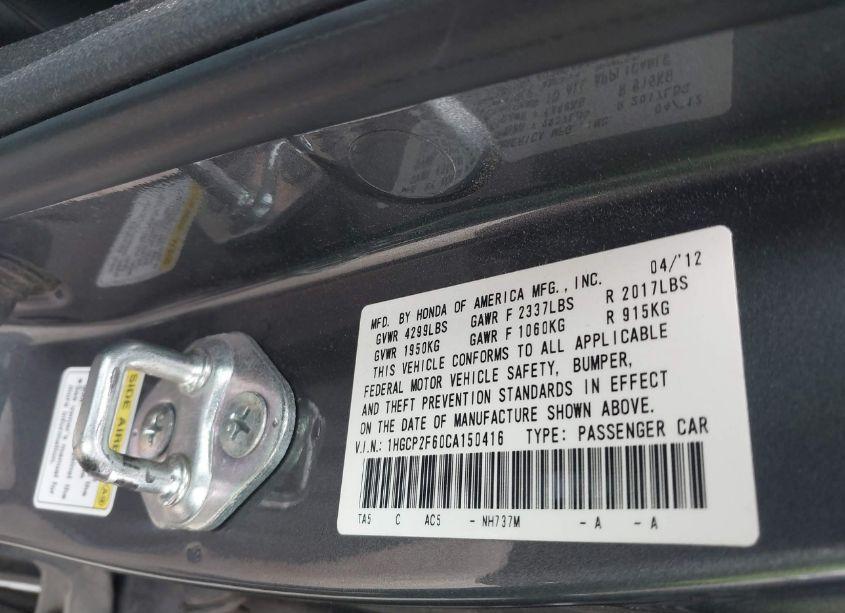 MFD. BY HONDA OF AMERICA MFG., INC. 04/'12
GVWR 4299LBS GAWR F 2337LBS R 2017LBS
GVWR 1950KG GAWR F 1060KG R 915KG
THIS VEHICLE CONFORMS TO ALL APPLICABLE
FEDERAL MOTOR VEHICLE SAFETY, BUMPER,
AND THEFT PREVENTION STANDARDS IN EFFECT
ON THE DATE OF MANUFACTURE SHOWN ABOVE.
V.I.N.: 1HGCP2F60CA150416 TYPE: PASSENGER CAR
TA5 C AC5 - NH737M - A - A
SIDE